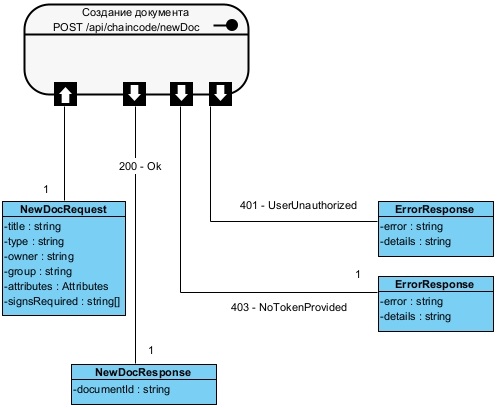 Создание документа
POST /api/chaincode/newDoc
200 - Ok
1
401 - UserUnauthorized
NewDocRequest
-title : string
-type : string
-owner : string
-group : string
-attributes : Attributes
-signsRequired : string[]
ErrorResponse
-error : string
-details : string
1
403 - NoTokenProvided
ErrorResponse
-error : string
-details : string
1
NewDocResponse
-documentId : string